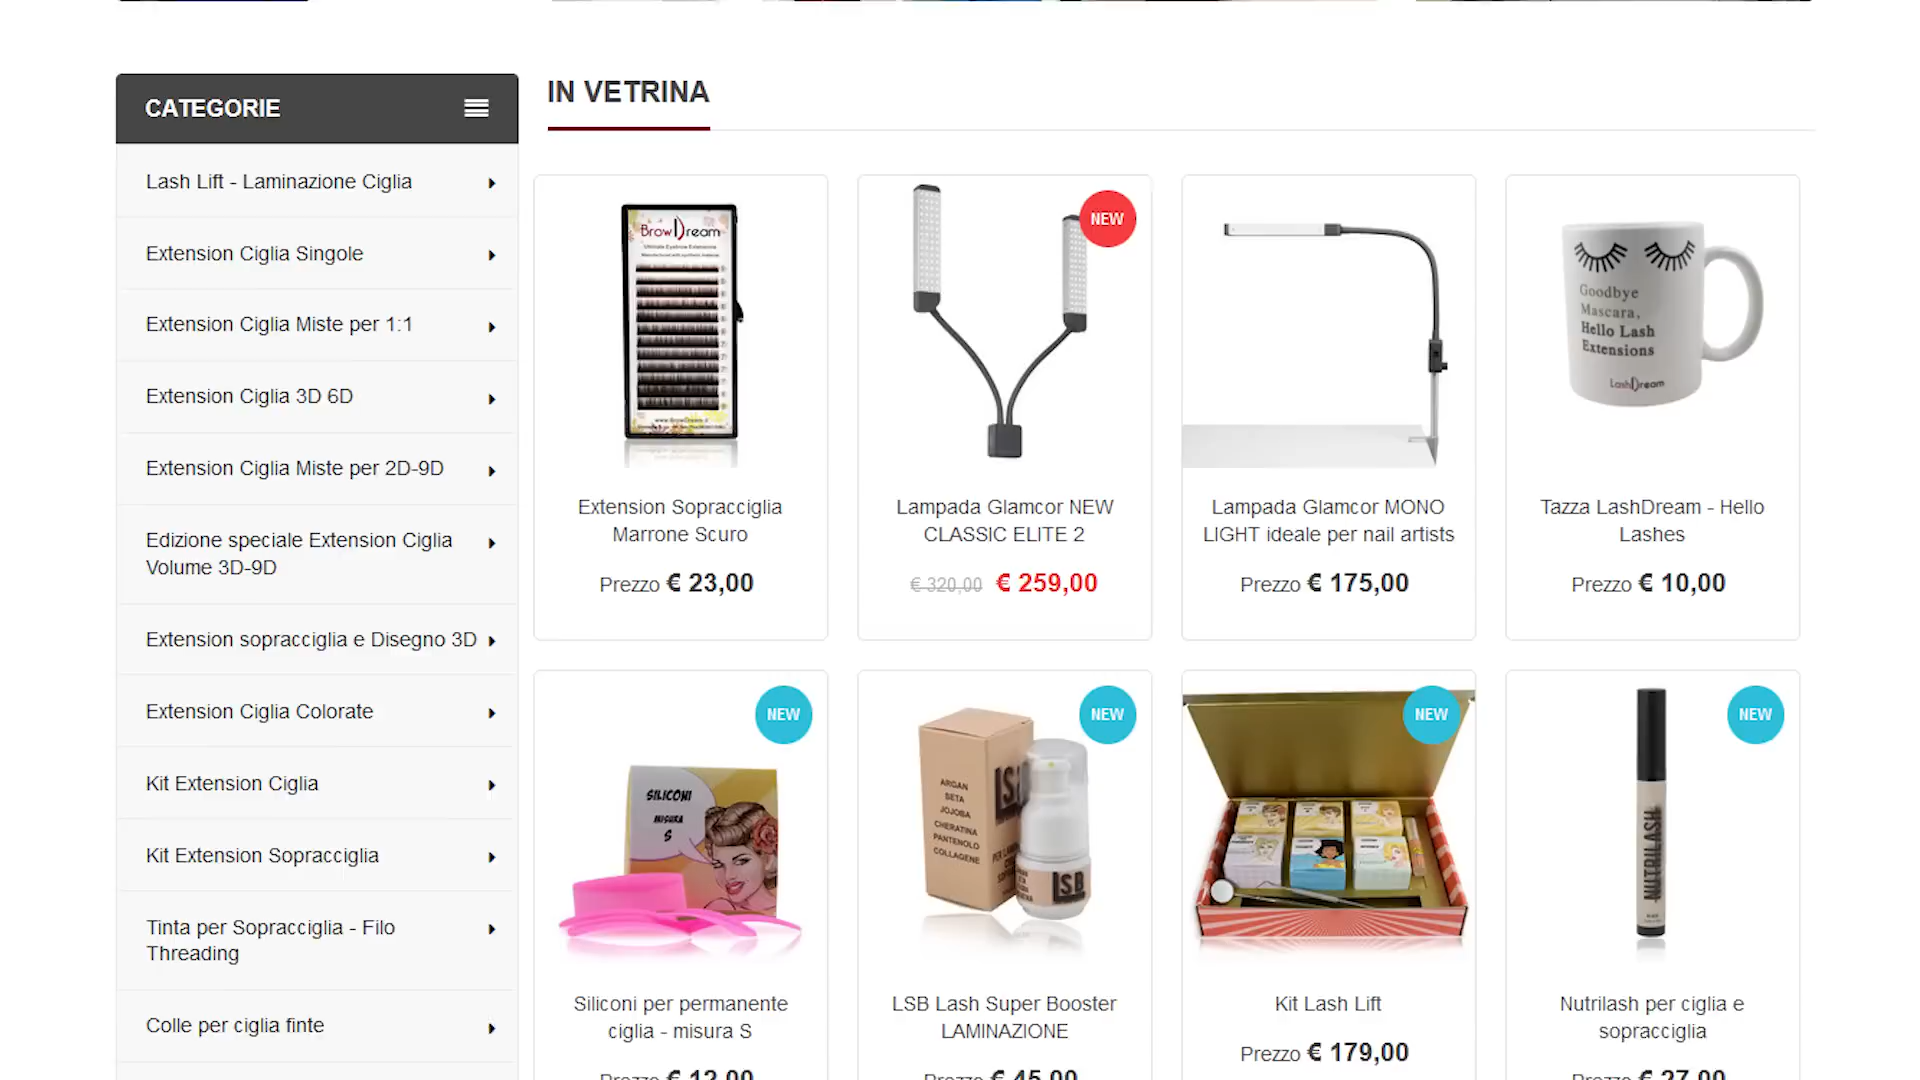 CATEGORIE
Lash Lift - Laminazione Ciglia
Extension Ciglia Singole
Extension Ciglia Miste per 1:1
Extension Ciglia 3D 6D
Extension Ciglia Miste per 2D-9D
Edizione speciale Extension Ciglia
Volume 3D-9D
Extension sopracciglia e Disegno 3D
Extension Ciglia Colorate
Kit Extension Ciglia
Kit Extension Sopracciglia
Tinta per Sopracciglia - Filo
Threading
Colle per ciglia finte
IN VETRINA
BrowDream
Extension Sopracciglia
Marrone Scuro
Prezzo € 23,00
NEW
Lampada Glamcor NEW
CLASSIC ELITE 2
€ 320,00 € 259,00
Lampada Glamcor MONO
LIGHT ideale per nail artists
Prezzo € 175,00
Goodbye
Mascara,
Hello Lash
Extensions
LashDream
Tazza LashDream - Hello
Lashes
Prezzo € 10,00
NEW
SILICONI
MISURA
S
Siliconi per permanente
ciglia - misura S
Prezzo € 12,00
NEW
ARGAN
SETA
JOJOBA
CHERATINA
PANTENOLO
COLLAGENE
LSB
LSB Lash Super Booster
LAMINAZIONE
Prezzo € 45,00
NEW
Kit Lash Lift
Prezzo € 179,00
NEW
NUTRILASH
Nutrilash per ciglia e
sopracciglia
Prezzo € 27,00